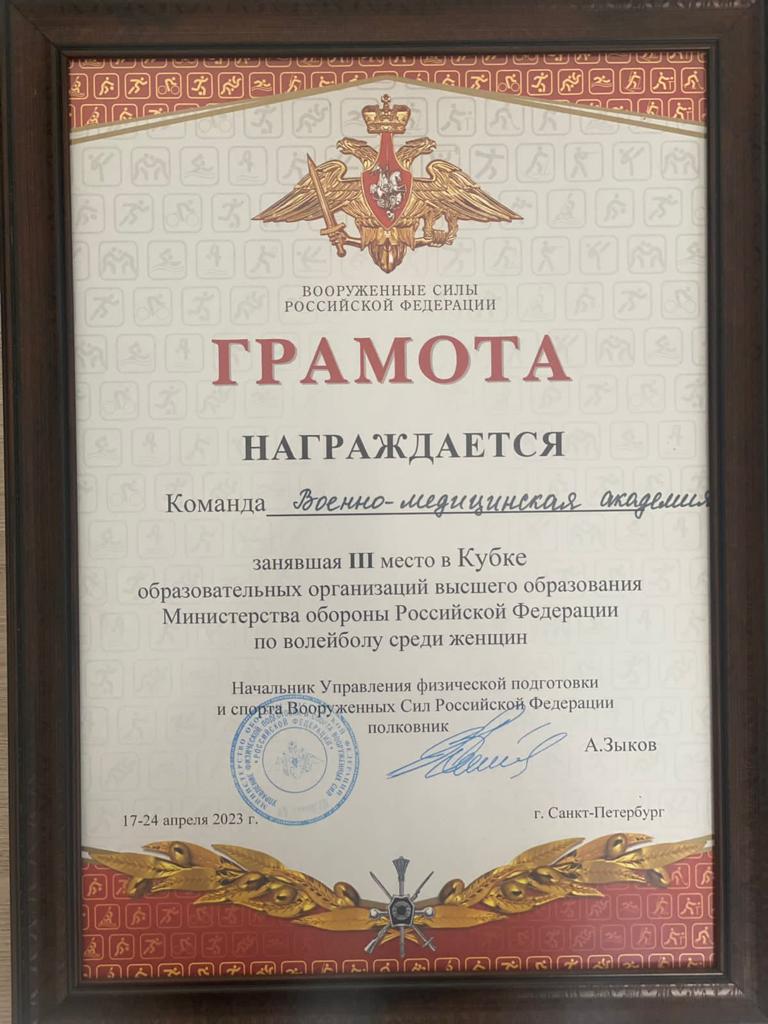 ВООРУЖЕННЫЕ СИЛЫ
РОССИЙСКОЙ ФЕДЕРАЦИИ
ГРАМОТА
НАГРАЖДАЕТСЯ
Команда Военно-медицинская академия
занявшая III место в Кубке
образовательных организаций высшего образования
Министерства обороны Российской Федерации
по волейболу среди женщин
Начальник Управления физической подготовки
и спорта Вооруженных Сил Российской Федерации
полковник
А.Зыков
17-24 апреля 2023 г.
г. Санкт-Петербург